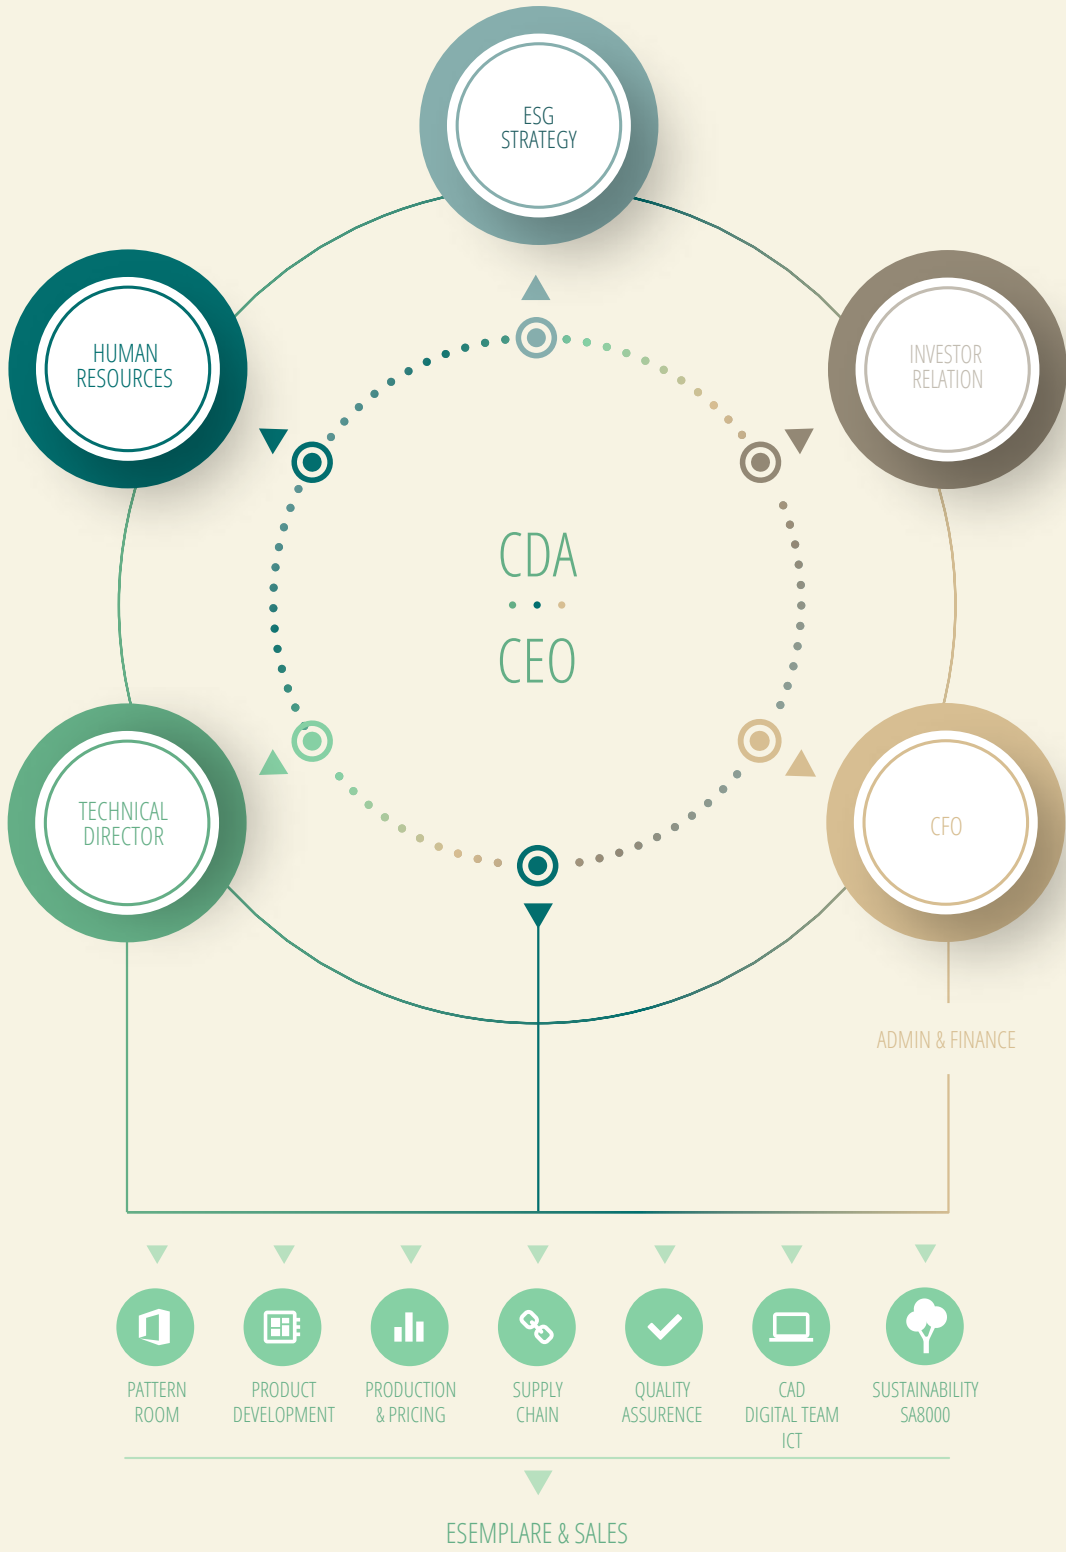 ESG
STRATEGY
HUMAN
RESOURCES
INVESTOR
RELATION
CDA
CEO
TECHNICAL
DIRECTOR
CFO
ADMIN & FINANCE
PATTERN
ROOM
PRODUCT
DEVELOPMENT
PRODUCTION
& PRICING
SUPPLY
CHAIN
QUALITY
ASSURENCE
CAD
DIGITAL TEAM
ICT
SUSTAINABILITY
SA8000
ESEMPLARE & SALES